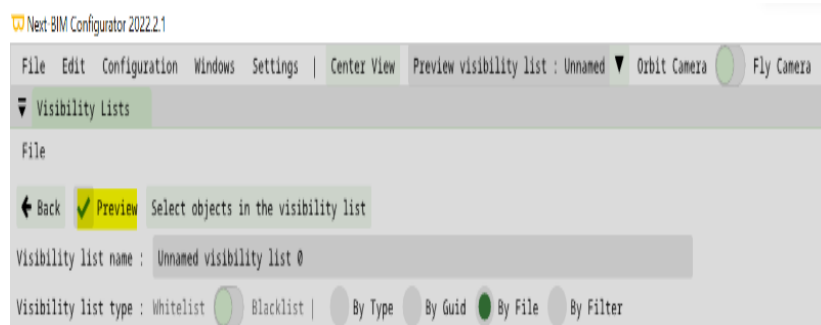 Next-BIM Configurator 2022.2.1
File Edit Configuration Windows Settings | Center View Preview visibility list : Unnamed Orbit Camera Fly Camera
Visibility Lists
File
Back Preview Select objects in the visibility list
Visibility list name : Unnamed visibility list 0
Visibility list type : Whitelist Blacklist | By Type By Guid By File By Filter